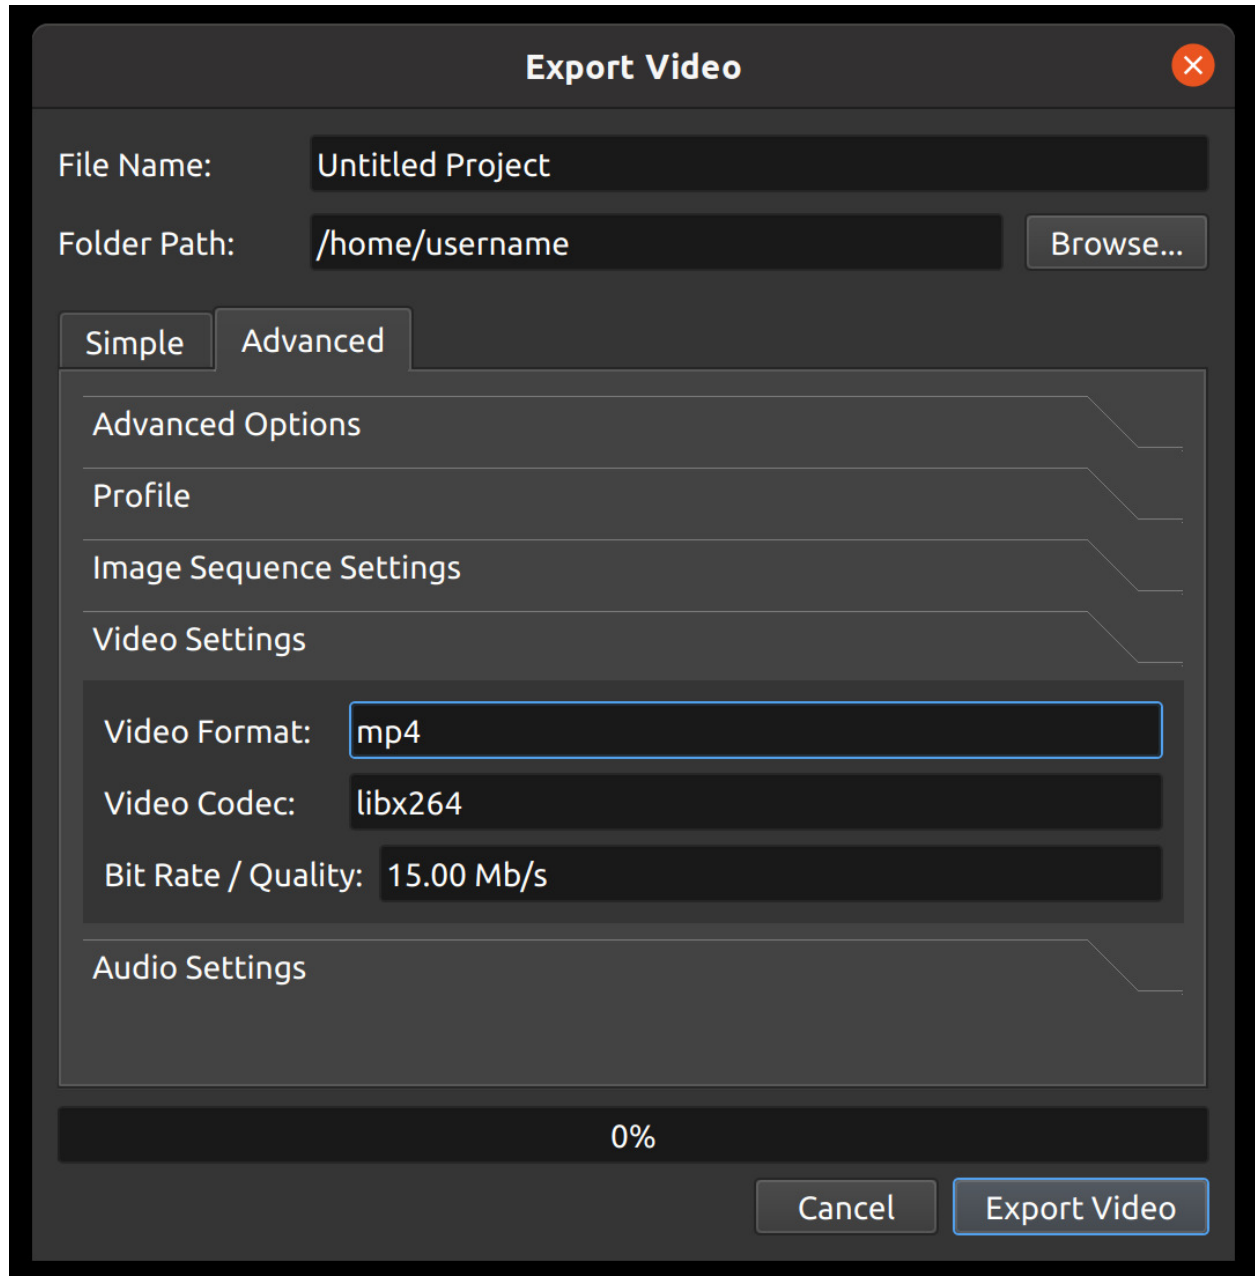 Export Video
File Name: Untitled Project
Folder Path: /home/username Browse...
Simple Advanced
Advanced Options
Profile
Image Sequence Settings
Video Settings
Video Format: mp4
Video Codec: libx264
Bit Rate / Quality: 15.00 Mb/s
Audio Settings
0%
Cancel Export Video